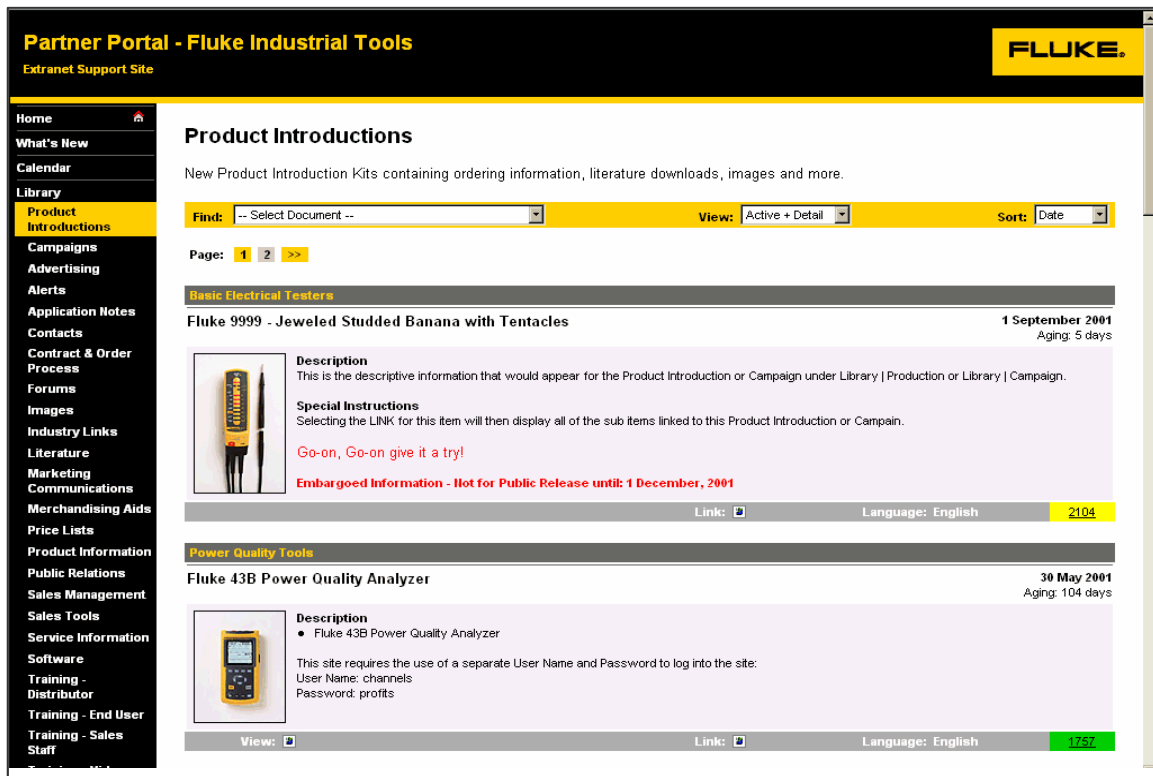 Partner Portal - Fluke Industrial Tools
Extranet Support Site
FLUKE®
Home
What's New
Calendar
Library
Product
Introductions
Campaigns
Advertising
Alerts
Application Notes
Contacts
Contract & Order
Process
Forums
Images
Industry Links
Literature
Marketing
Communications
Merchandising Aids
Price Lists
Product Information
Public Relations
Sales Management
Sales Tools
Service Information
Software
Training -
Distributor
Training - End User
Training - Sales
Staff
Product Introductions
New Product Introduction Kits containing ordering information, literature downloads, images and more.
Find: -- Select Document -- View: Active + Detail Sort: Date
Page: 1 2 >>
Basic Electrical Testers
Fluke 9999 - Jeweled Studded Banana with Tentacles 1 September 2001
Aging: 5 days
Description
This is the descriptive information that would appear for the Product Introduction or Campaign under Library | Production or Library | Campaign.
Special Instructions
Selecting the LINK for this item will then display all of the sub items linked to this Product Introduction or Campain.
Go-on, Go-on give it a try!
Embargoed Information - Not for Public Release until: 1 December, 2001
Link: Language: English 2104
Power Quality Tools
Fluke 43B Power Quality Analyzer 30 May 2001
Aging: 104 days
Description
● Fluke 43B Power Quality Analyzer
This site requires the use of a separate User Name and Password to log into the site:
User Name: channels
Password: profits
View: Link: Language: English 1757